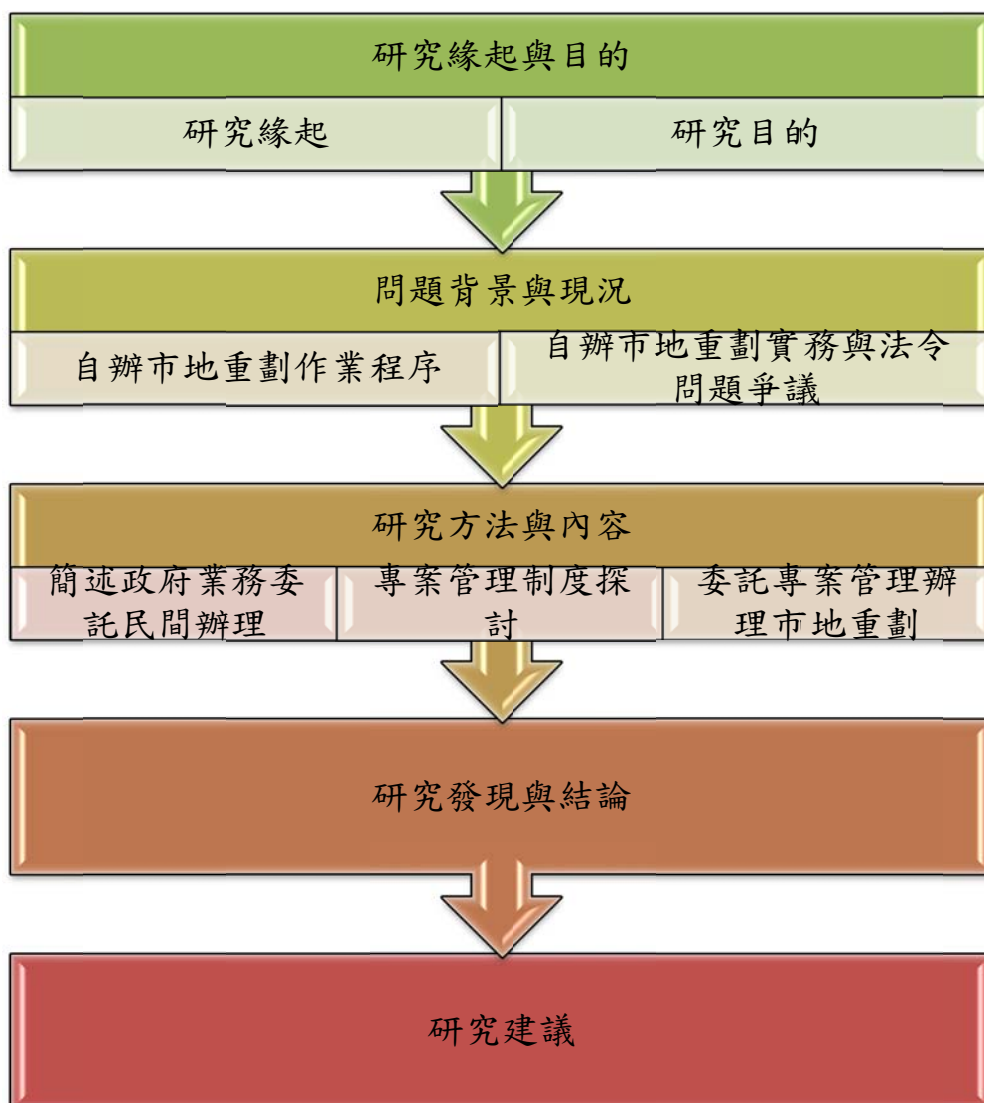 研究緣起與目的
研究緣起
研究目的
問題背景與現況
自辦市地重劃作業程序
自辦市地重劃實務與法令
問題爭議
研究方法與內容
簡述政府業務委
託民間辦理
專案管理制度探
討
委託專案管理辦
理市地重劃
研究發現與結論
研究建議